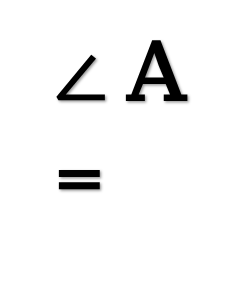 ∠ A
=